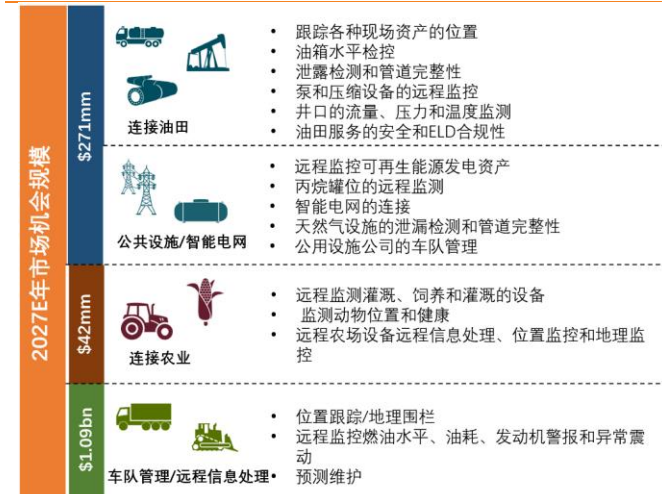 2027E年市场机会规模
$271mm
连接油田
跟踪各种现场资产的位置
油箱水平检控
泄露检测和管道完整性
泵和压缩设备的远程监控
井口的流量、压力和温度监测
油田服务的安全和ELD合规性
公共设施/智能电网
远程监控可再生能源发电资产
丙烷罐位的远程监测
智能电网的连接
天然气设施的泄漏检测和管道完整性
公用设施公司的车队管理
$42mm
连接农业
远程监测灌溉、饲养和灌溉的设备
监测动物位置和健康
远程农场设备远程信息处理、位置监控和地理监
控
$1.09bn
车队管理/远程信息处理
位置跟踪/地理围栏
远程监控燃油水平、油耗、发动机警报和异常震
动
预测维护